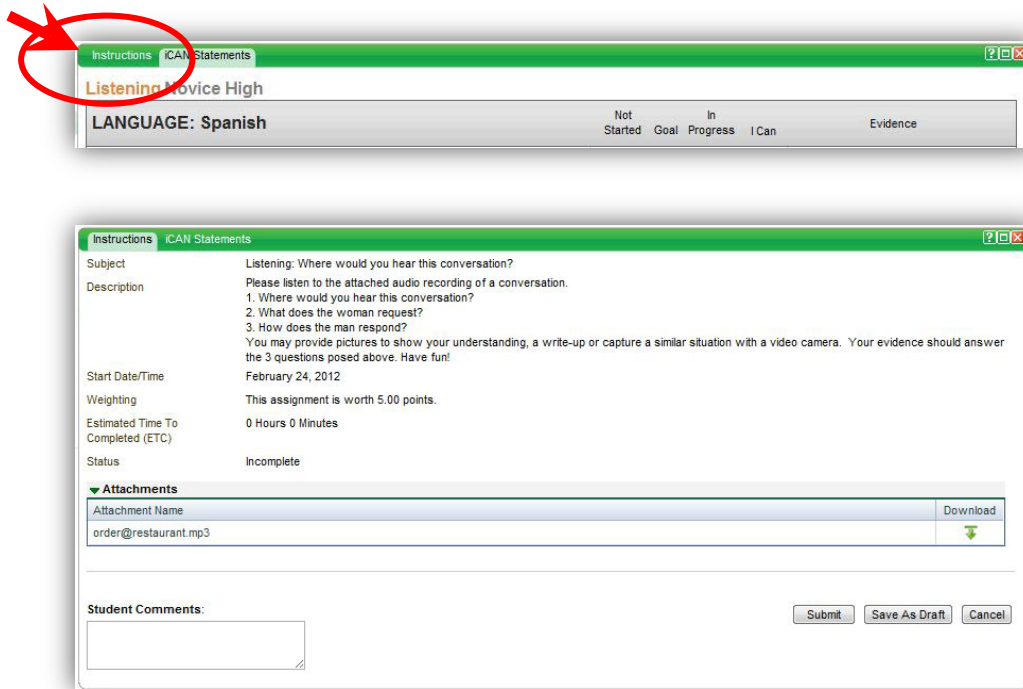 Instructions iCAN Statements
Listening Novice High
LANGUAGE: Spanish
Not Started Goal In Progress I Can Evidence
Instructions iCAN Statements
Subject Listening: Where would you hear this conversation?
Description Please listen to the attached audio recording of a conversation.
1. Where would you hear this conversation?
2. What does the woman request?
3. How does the man respond?
You may provide pictures to show your understanding, a write-up or capture a similar situation with a video camera. Your evidence should answer
the 3 questions posed above. Have fun!
Start Date/Time February 24, 2012
Weighting This assignment is worth 5.00 points.
Estimated Time To 0 Hours 0 Minutes
Completed (ETC)
Status Incomplete
Attachments
Attachment Name Download
order@restaurant.mp3
Student Comments: Submit Save As Draft Cancel